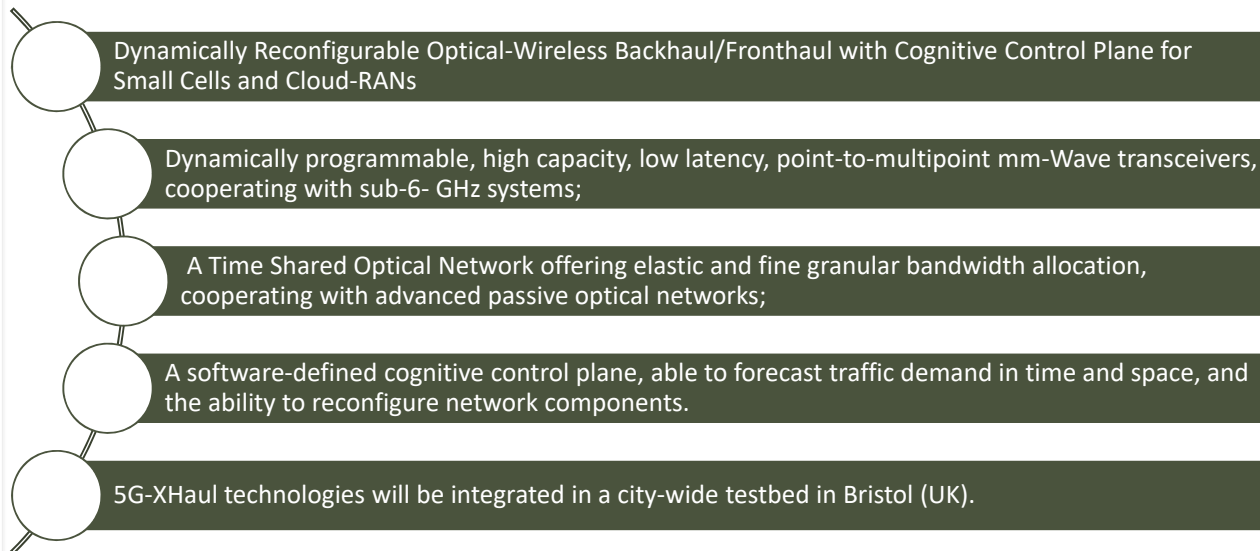 Dynamically Reconfigurable Optical-Wireless Backhaul/Fronthaul with Cognitive Control Plane for
Small Cells and Cloud-RANs
Dynamically programmable, high capacity, low latency, point-to-multipoint mm-Wave transceivers,
cooperating with sub-6- GHz systems;
A Time Shared Optical Network offering elastic and fine granular bandwidth allocation,
cooperating with advanced passive optical networks;
A software-defined cognitive control plane, able to forecast traffic demand in time and space, and
the ability to reconfigure network components.
5G-XHaul technologies will be integrated in a city-wide testbed in Bristol (UK).